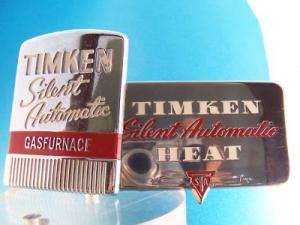 TIMKEN
Silent
Automatic
GASFURNACE
TIMKEN
Silent Automatic
HEAT